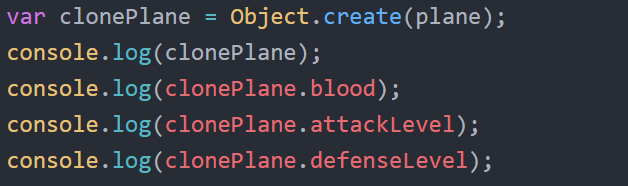 var clonePlane = Object.create(plane);
console.log(clonePlane);
console.log(clonePlane.blood);
console.log(clonePlane.attackLevel);
console.log(clonePlane.defenseLevel);